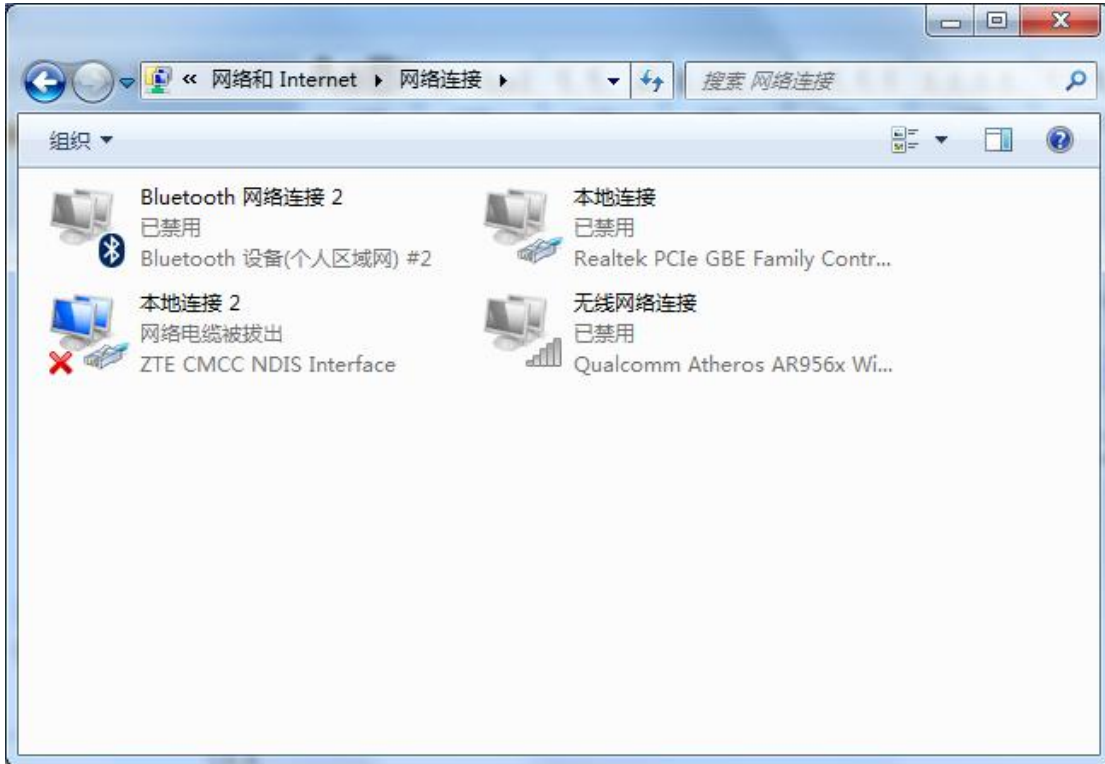 « 网络和 Internet ▸ 网络连接 ▸
搜索 网络连接
组织
Bluetooth 网络连接 2
已禁用
Bluetooth 设备(个人区域网) #2
本地连接
已禁用
Realtek PCIe GBE Family Contr...
本地连接 2
网络电缆被拔出
ZTE CMCC NDIS Interface
无线网络连接
已禁用
Qualcomm Atheros AR956x Wi...